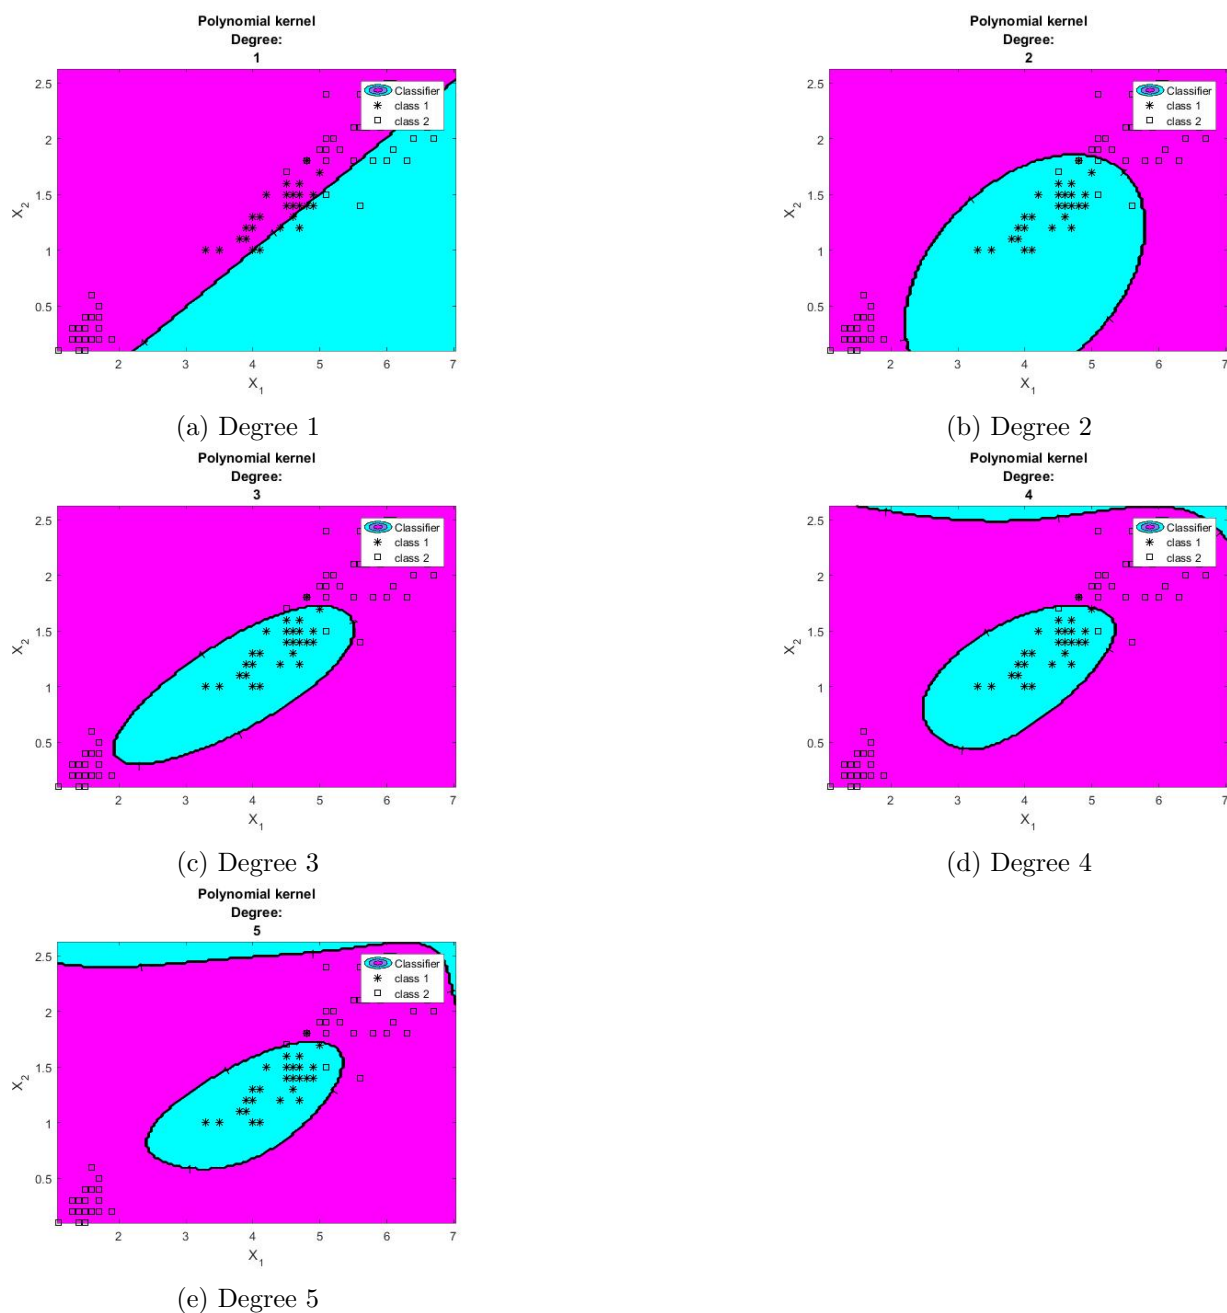 Polynomial kernel
Degree:
1
2.5
2
1.5
1
0.5
X2
2 3 4 5 6 7
X1
Classifier
class 1
class 2
(a) Degree 1
Polynomial kernel
Degree:
2
2.5
2
1.5
1
0.5
X2
2 3 4 5 6 7
X1
Classifier
class 1
class 2
(b) Degree 2
Polynomial kernel
Degree:
3
2.5
2
1.5
1
0.5
X2
2 3 4 5 6 7
X1
Classifier
class 1
class 2
(c) Degree 3
Polynomial kernel
Degree:
4
2.5
2
1.5
1
0.5
X2
2 3 4 5 6 7
X1
Classifier
class 1
class 2
(d) Degree 4
Polynomial kernel
Degree:
5
2.5
2
1.5
1
0.5
X2
2 3 4 5 6 7
X1
Classifier
class 1
class 2
(e) Degree 5